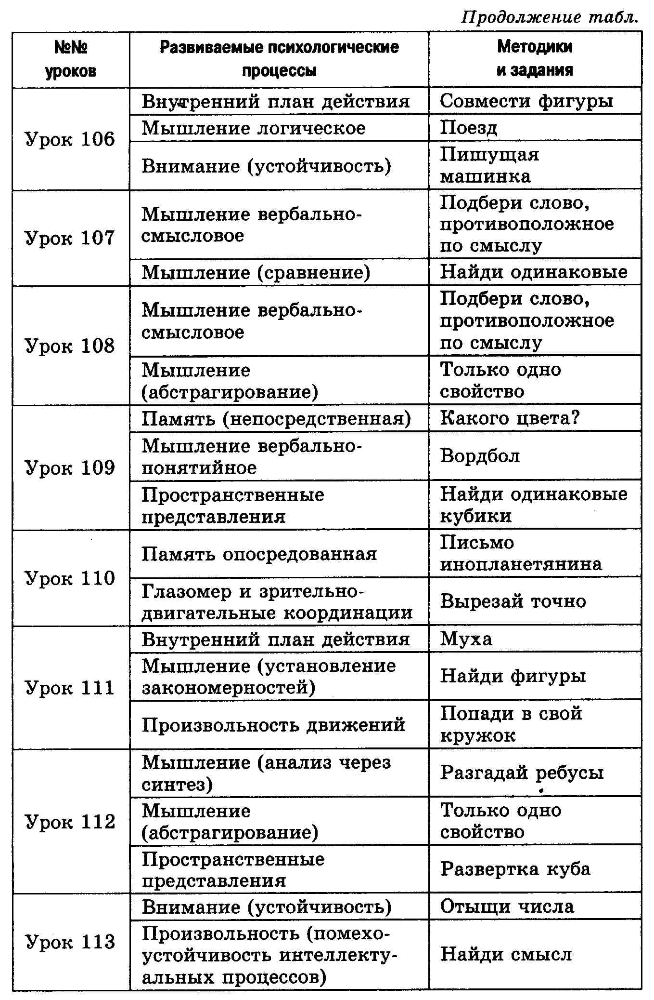 Продолжение табл.
№№
уроков
Развиваемые психологические
процессы
Методики
и задания
Урок 106
Внутренний план действия
Совмести фигуры
Мышление логическое
Поезд
Внимание (устойчивость)
Пишущая
машинка
Урок 107
Мышление вербально-
смысловое
Подбери слово,
противоположное
по смыслу
Мышление (сравнение)
Найди одинаковые
Урок 108
Мышление вербально-
смысловое
Подбери слово,
противоположное
по смыслу
Мышление
(абстрагирование)
Только одно
свойство
Урок 109
Память (непосредственная)
Какого цвета?
Мышление вербально-
понятийное
Вордбол
Пространственные
представления
Найди одинаковые
кубики
Урок 110
Память опосредованная
Письмо
инопланетянина
Глазомер и зрительно-
двигательные координации
Вырезай точно
Урок 111
Внутренний план действия
Муха
Мышление (установление
закономерностей)
Найди фигуры
Произвольность движений
Попади в свой
кружок
Урок 112
Мышление (анализ через
синтез)
Разгадай ребусы
Мышление
(абстрагирование)
Только одно
свойство
Пространственные
представления
Развертка куба
Урок 113
Внимание (устойчивость)
Отыщи числа
Произвольность (помехо-
устойчивость интеллекту-
альных процессов)
Найди смысл